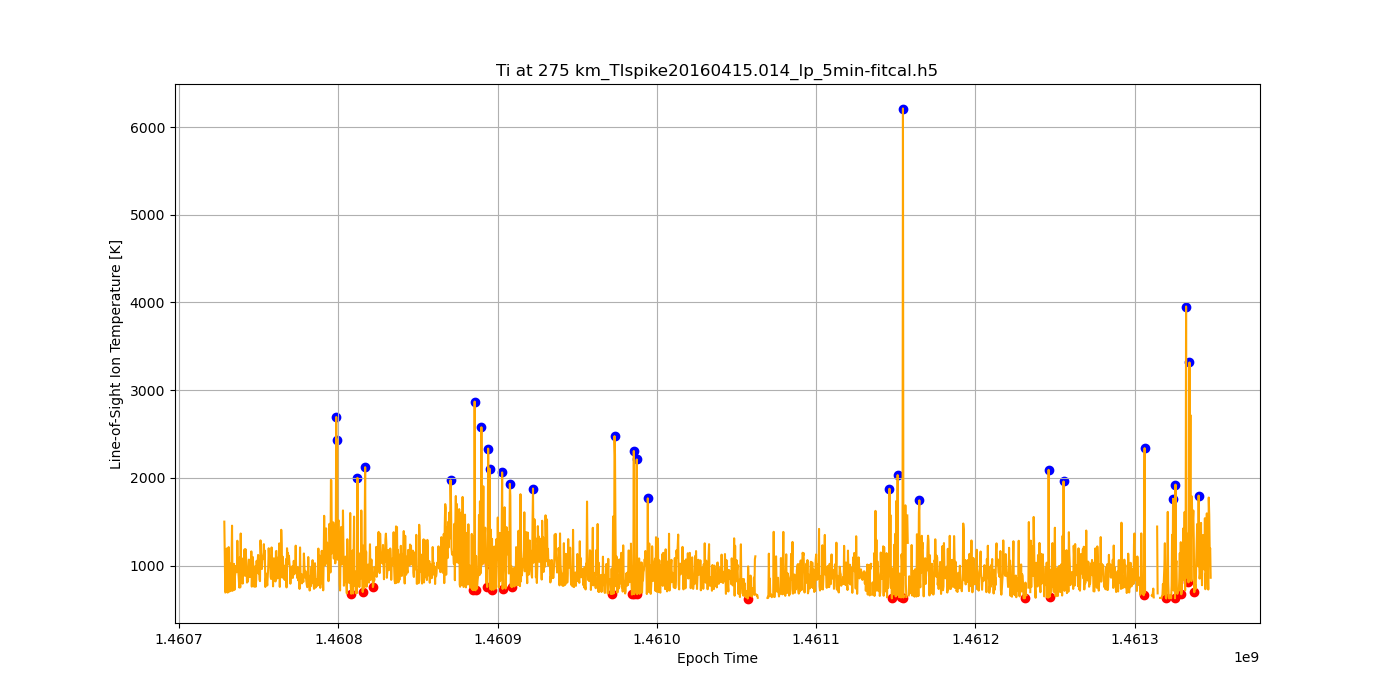 Ti at 275 km_TIspike20160415.014_lp_5min-fitcal.h5
Line-of-Sight Ion Temperature [K]
6000
5000
4000
3000
2000
1000
1.4607 1.4608 1.4609 1.4610 1.4611 1.4612 1.4613
1e9
Epoch Time